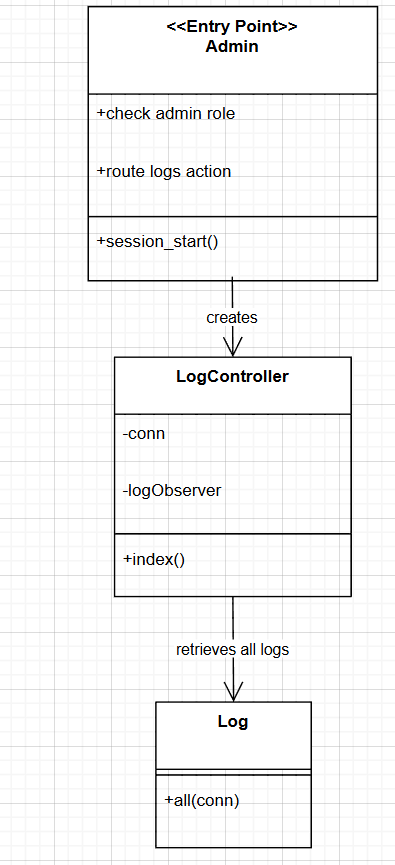 <<Entry Point>>
Admin
+check admin role
+route logs action
+session_start()
creates
LogController
-conn
-logObserver
+index()
retrieves all logs
Log
+all(conn)